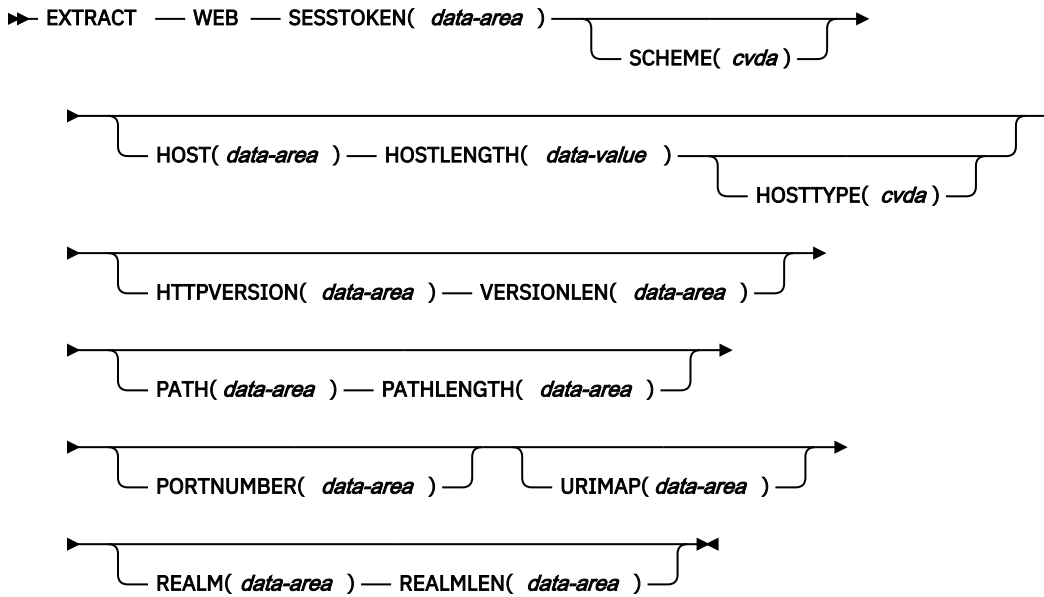 EXTRACT WEB SESSTOKEN( data-area )
SCHEME( cvda )
HOST( data-area ) HOSTLENGTH( data-value )
HOSTTYPE( cvda )
HTTPVERSION( data-area ) VERSIONLEN( data-area )
PATH( data-area ) PATHLENGTH( data-area )
PORTNUMBER( data-area ) URIMAP( data-area )
REALM( data-area ) REALMLEN( data-area )